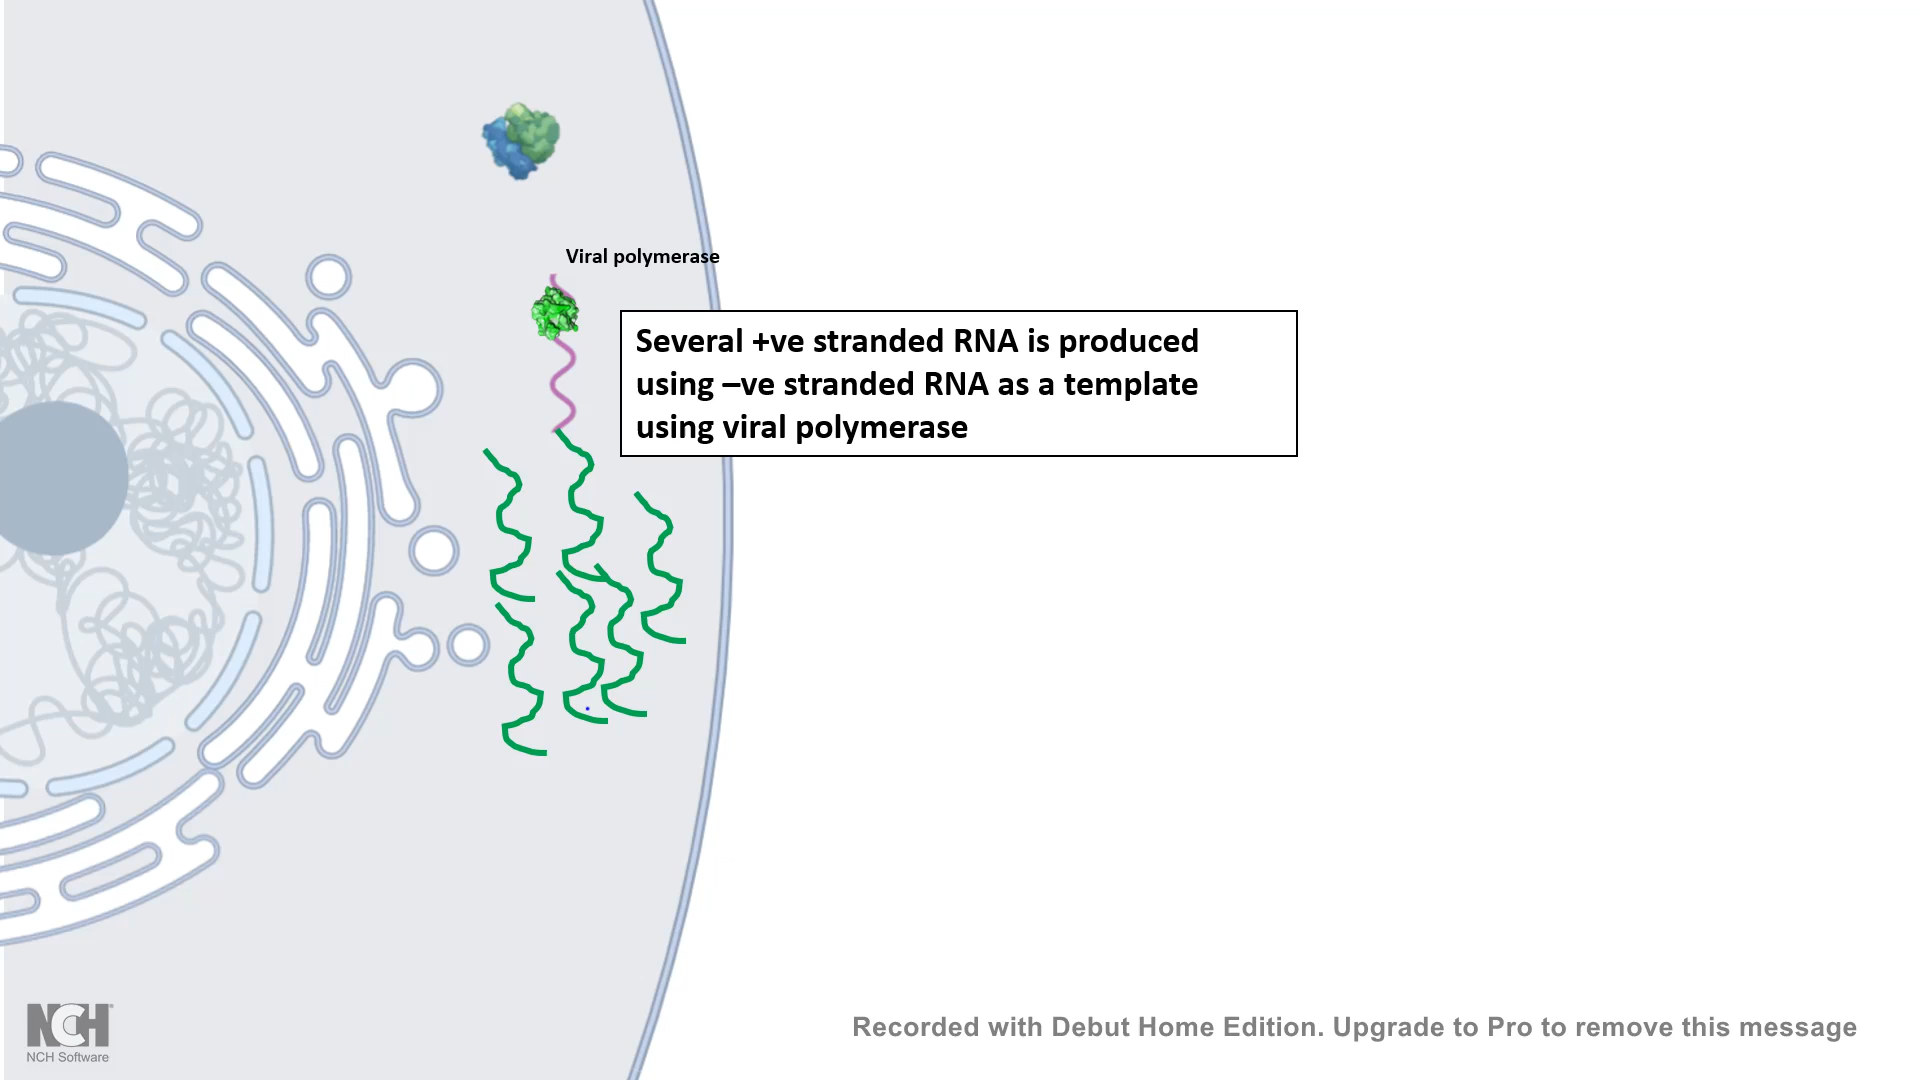 Viral polymerase
Several +ve stranded RNA is produced
using –ve stranded RNA as a template
using viral polymerase
NCH
NCH Software
Recorded with Debut Home Edition. Upgrade to Pro to remove this message